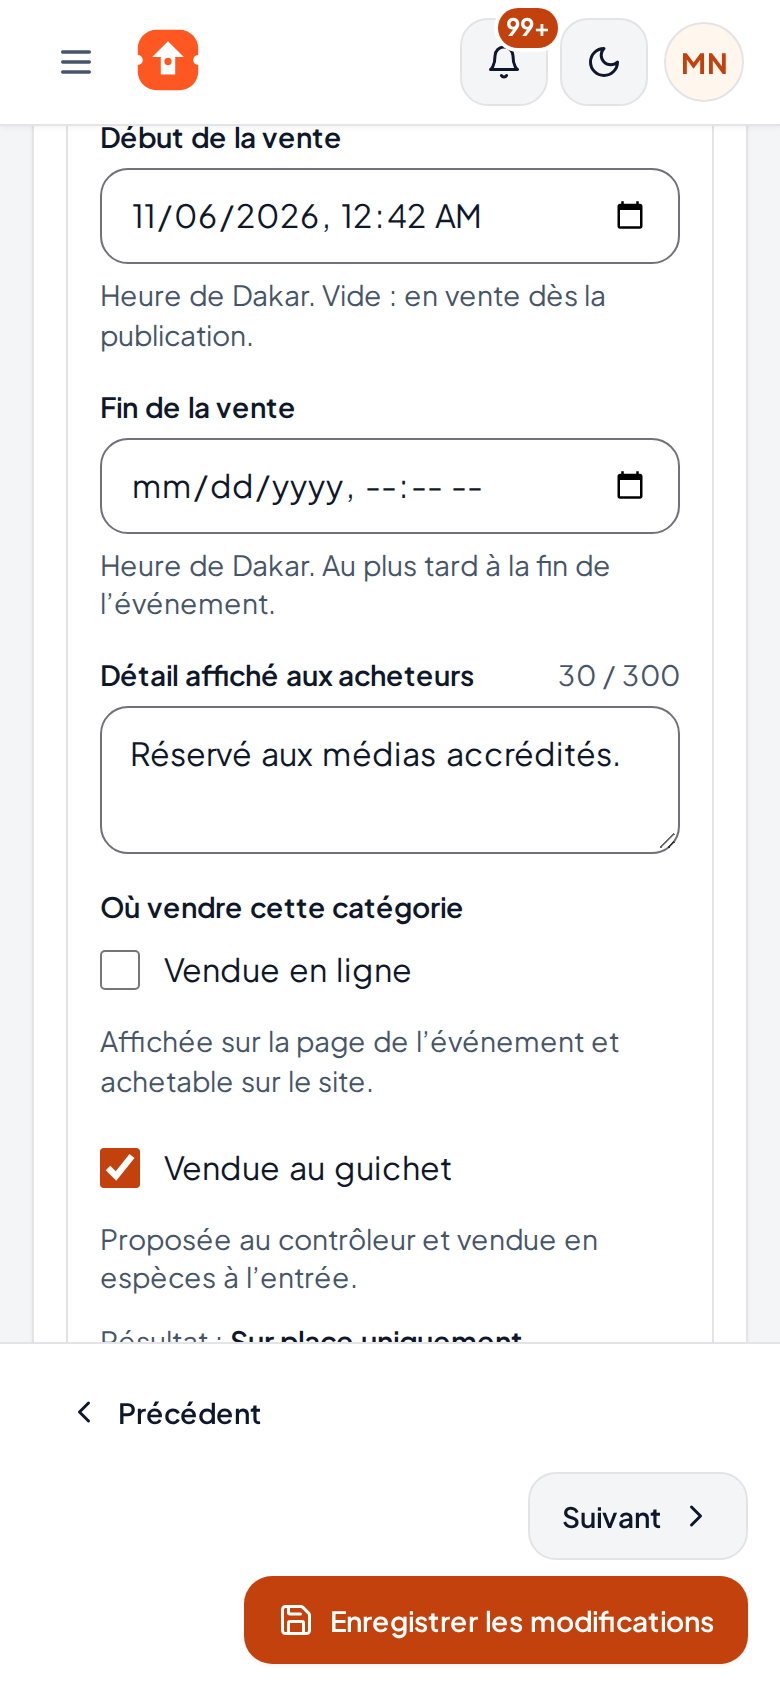 99+
MN
Début de la vente
11/06/2026, 12:42 AM
Heure de Dakar. Vide : en vente dès la
publication.
Fin de la vente
mm/dd/yyyy, --:-- --
Heure de Dakar. Au plus tard à la fin de
l’événement.
Détail affiché aux acheteurs 30 / 300
Réservé aux médias accrédités.
Où vendre cette catégorie
Vendue en ligne
Affichée sur la page de l’événement et
achetable sur le site.
Vendue au guichet
Proposée au contrôleur et vendue en
espèces à l’entrée.
Résultat : Sur place uniquement
Précédent
Suivant
Enregistrer les modifications